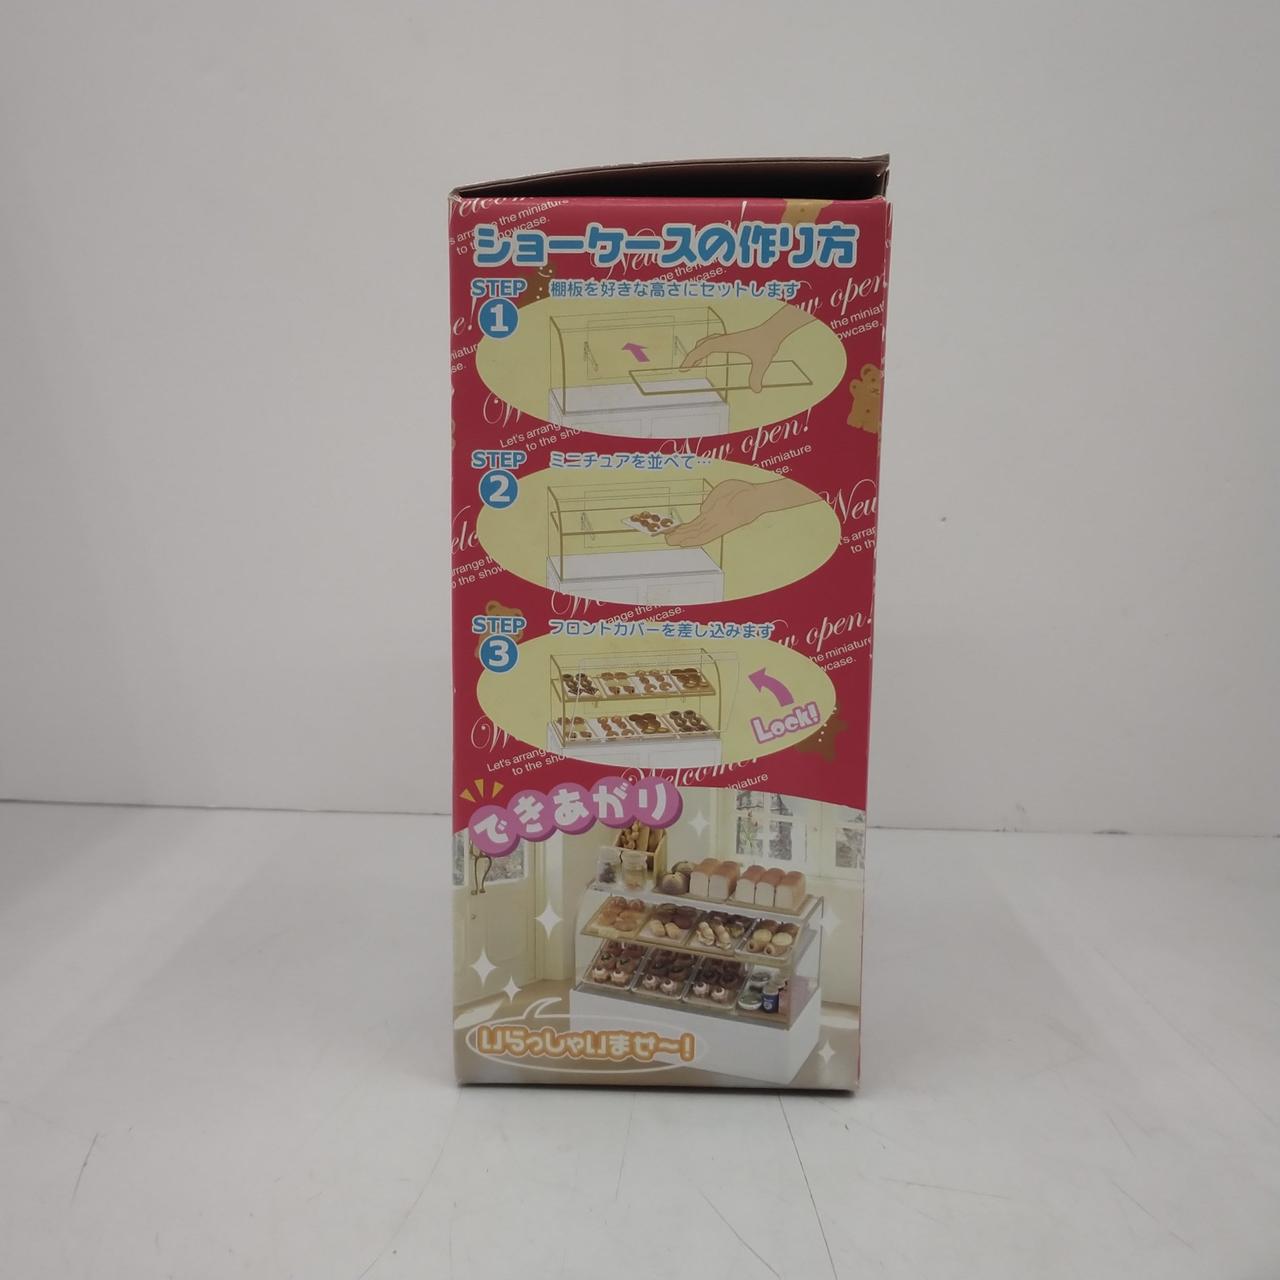 ショーケースの作り方
STEP
1
棚板を好きな高さにセットします
STEP
2
ミニチュアを並べて…
STEP
3
フロントカバーを差し込みます
Lock!
できあがり
いらっしゃいませ〜!
Welcome!
Let's arrange the miniature
to the showcase.
New open!